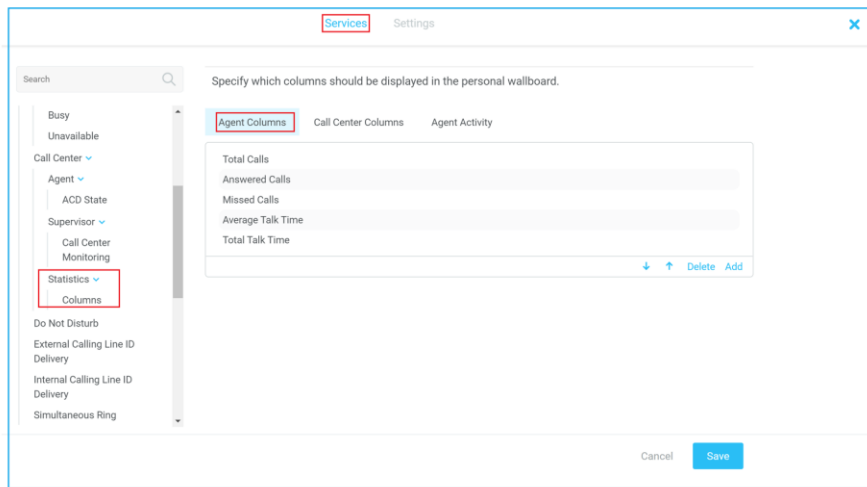 Services Settings
Search
Specify which columns should be displayed in the personal wallboard.
Busy
Unavailable
Call Center
Agent
ACD State
Supervisor
Call Center
Monitoring
Statistics
Columns
Do Not Disturb
External Calling Line ID
Delivery
Internal Calling Line ID
Delivery
Simultaneous Ring
Agent Columns Call Center Columns Agent Activity
Total Calls
Answered Calls
Missed Calls
Average Talk Time
Total Talk Time
Delete Add
Cancel Save